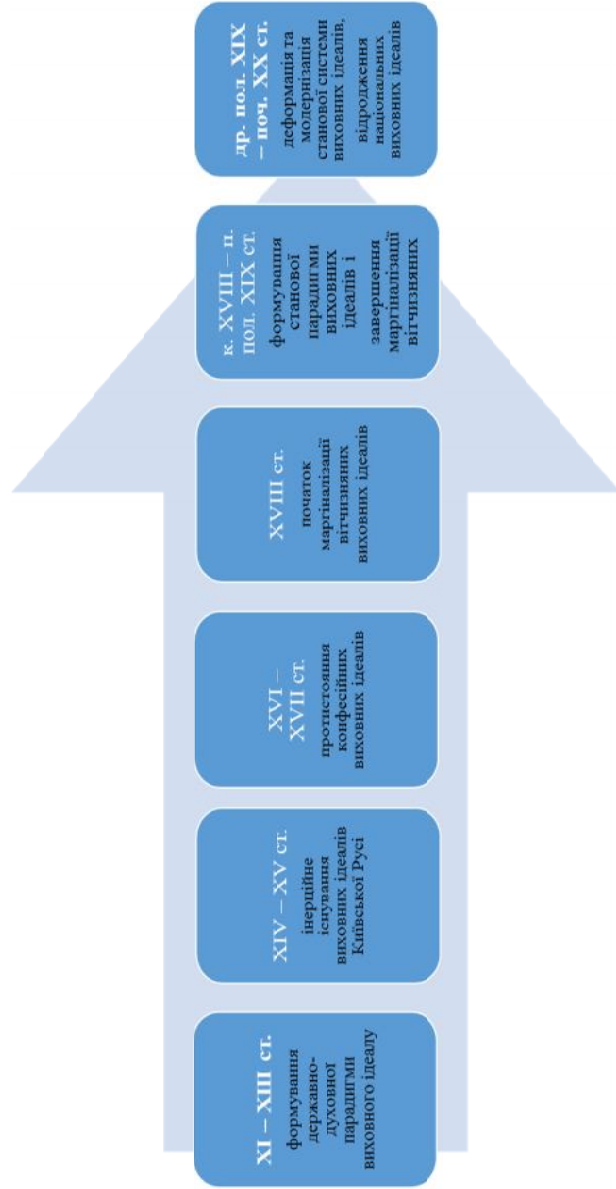 XI – XIII ст.
формування
державно-
духовної
парадигми
виховного ідеалу
XIV – XV ст.
інерційне
існування
виховних ідеалів
Київської Русі
XVI –
XVII ст.
протистояння
конфесійних
виховних ідеалів
XVIII ст.
початок
маргіналізації
вітчизняних
виховних ідеалів
к. XVIII – п.
пол. XIX ст.
формування
станової
парадигми
виховних
ідеалів і
завершення
маргіналізації
вітчизняних
др. пол. XIX
– поч. XX ст.
деформація та
модернізація
станової системи
виховних ідеалів,
відродження
національних
виховних ідеалів